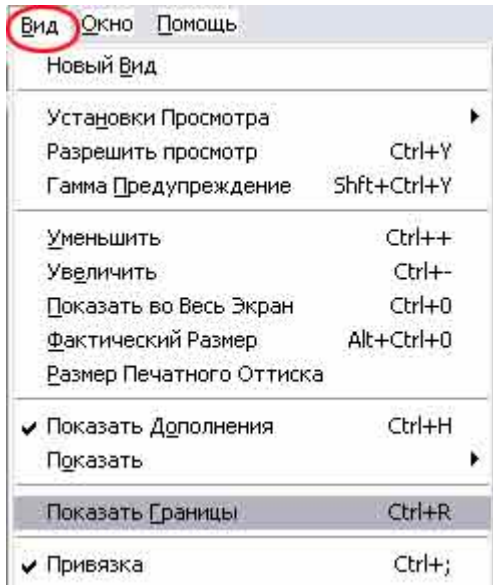 Вид Окно Помощь
Новый Вид
Установки Просмотра
Разрешить просмотр Ctrl+Y
Гамма Предупреждение Shft+Ctrl+Y
Уменьшить Ctrl++
Увеличить Ctrl+-
Показать во Весь Экран Ctrl+0
Фактический Размер Alt+Ctrl+0
Размер Печатного Оттиска
Показать Дополнения Ctrl+H
Показать
Показать Границы Ctrl+R
Привязка Ctrl+;